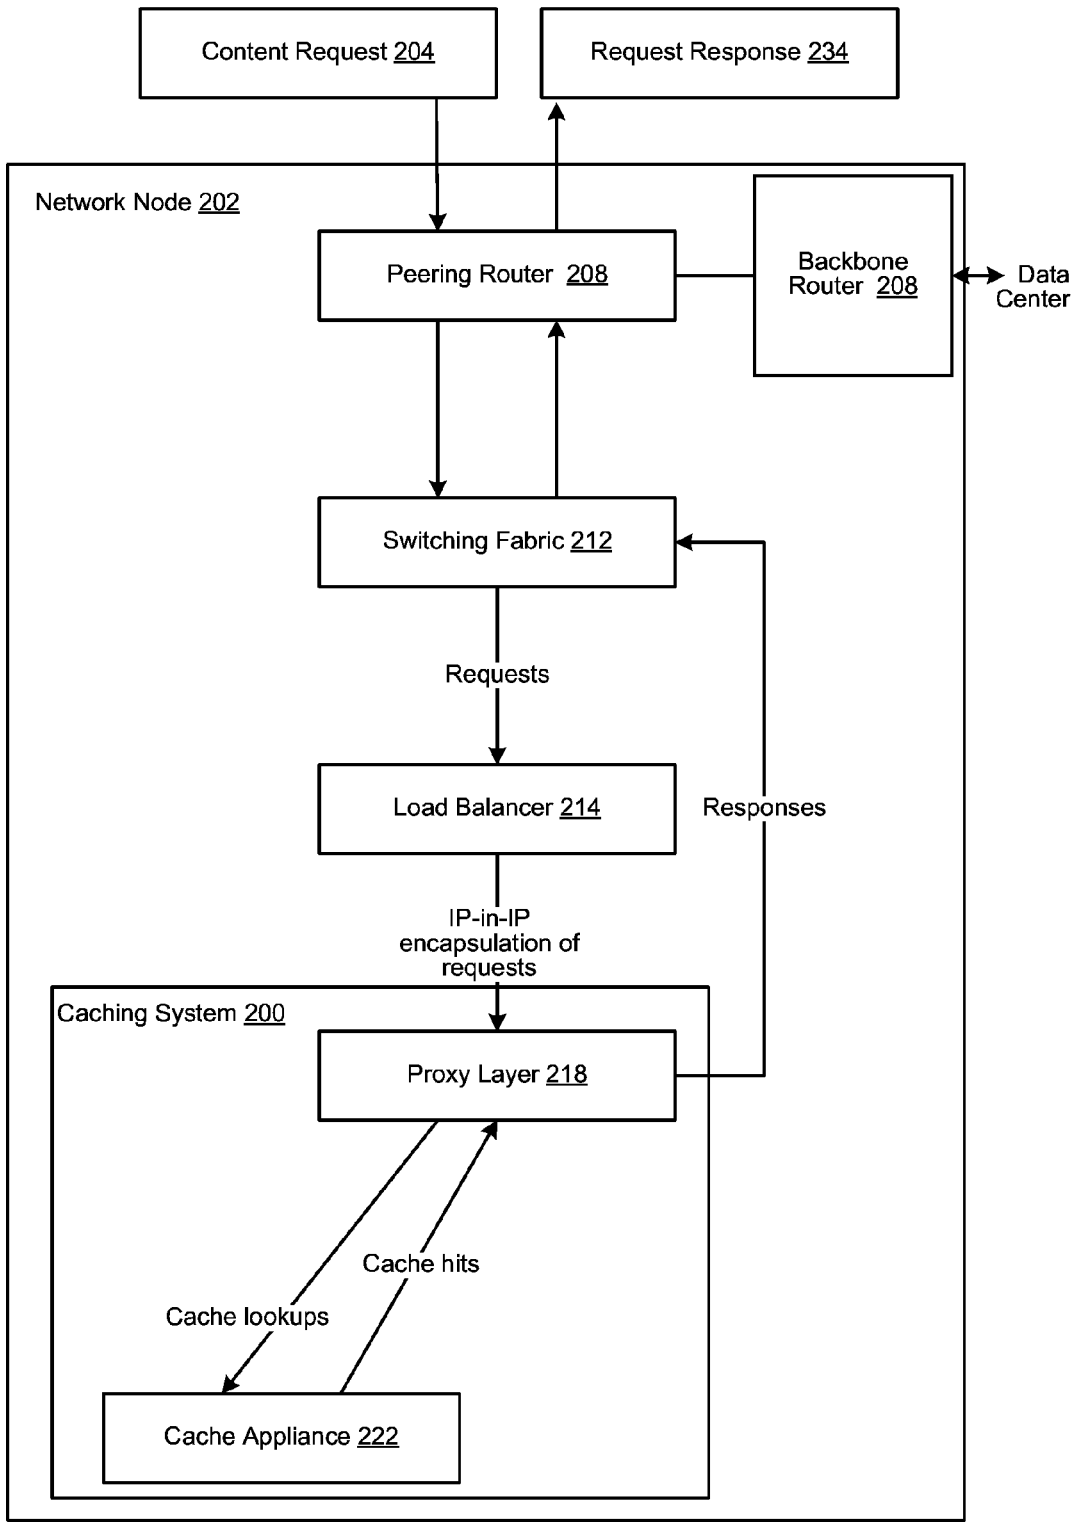 Content Request 204
Request Response 234
Network Node 202
Peering Router 208
Backbone
Router 208
Data
Center
Switching Fabric 212
Requests
Load Balancer 214
Responses
IP-in-IP
encapsulation of
requests
Caching System 200
Proxy Layer 218
Cache hits
Cache lookups
Cache Appliance 222